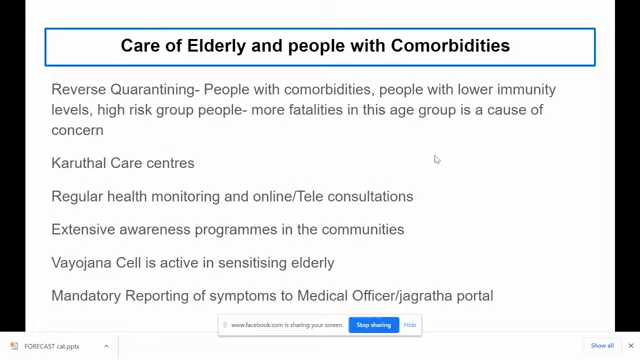 Care of Elderly and people with Comorbidities
Reverse Quarantining- People with comorbidities, people with lower immunity
levels, high risk group people- more fatalities in this age group is a cause of
concern
Karuthal Care centres
Regular health monitoring and online/Tele consultations
Extensive awareness programmes in the communities
Vayojana Cell is active in sensitising elderly
Mandatory Reporting of symptoms to Medical Officer/jagratha portal
www.facebook.com is sharing your screen. Stop sharing Hide
FORECAST cat.pptx Show all